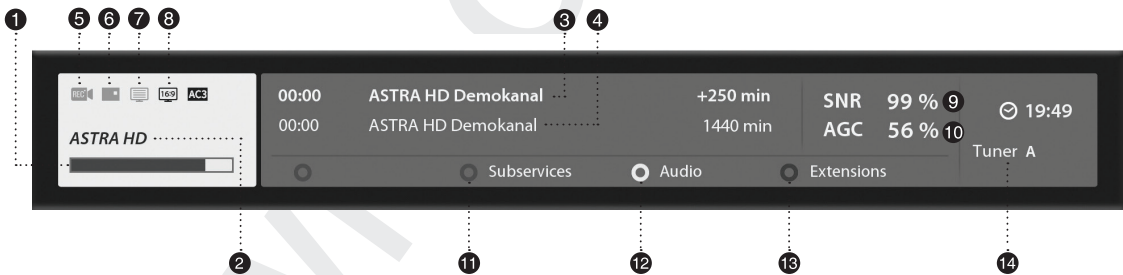 1 5 6 7 8 3 4
REC 16:9 AC3
00:00 ASTRA HD Demokanal +250 min
00:00 ASTRA HD Demokanal 1440 min
SNR 99 % 9
AGC 56 % 10
19:49
ASTRA HD
Tuner A
Subservices Audio Extensions
2 11 12 13 14